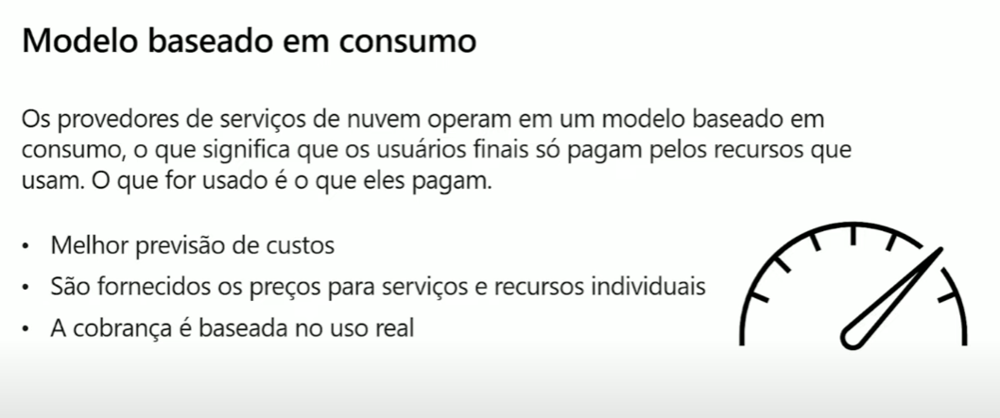 Modelo baseado em consumo
Os provedores de serviços de nuvem operam em um modelo baseado em
consumo, o que significa que os usuários finais só pagam pelos recursos que
usam. O que for usado é o que eles pagam.
• Melhor previsão de custos
• São fornecidos os preços para serviços e recursos individuais
• A cobrança é baseada no uso real